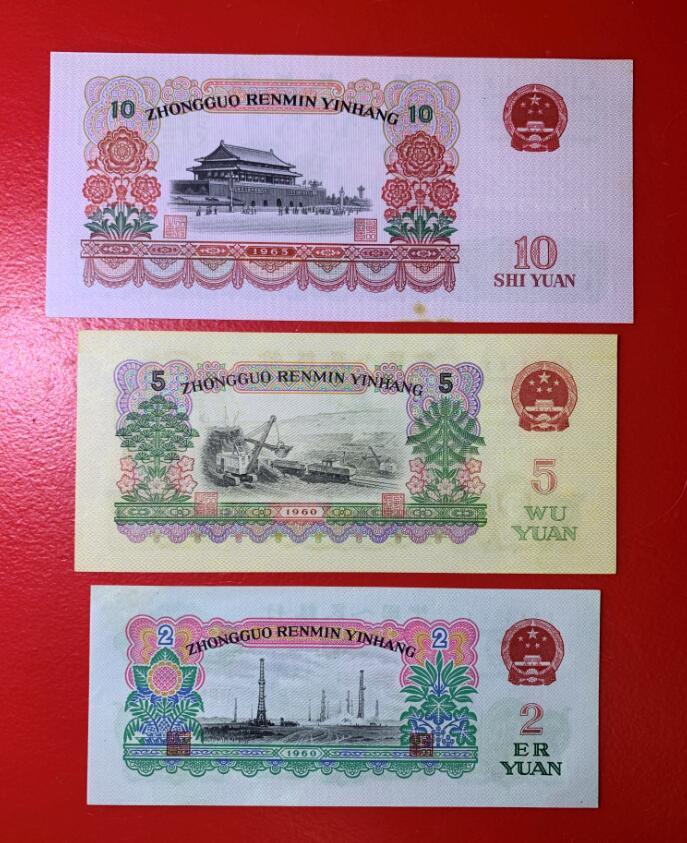 10 ZHONGGUO RENMIN YINHANG 10
1965
10
SHI YUAN
5 ZHONGGUO RENMIN YINHANG 5
1960
5
WU
YUAN
2 ZHONGGUO RENMIN YINHANG 2
1960
2
ER
YUAN